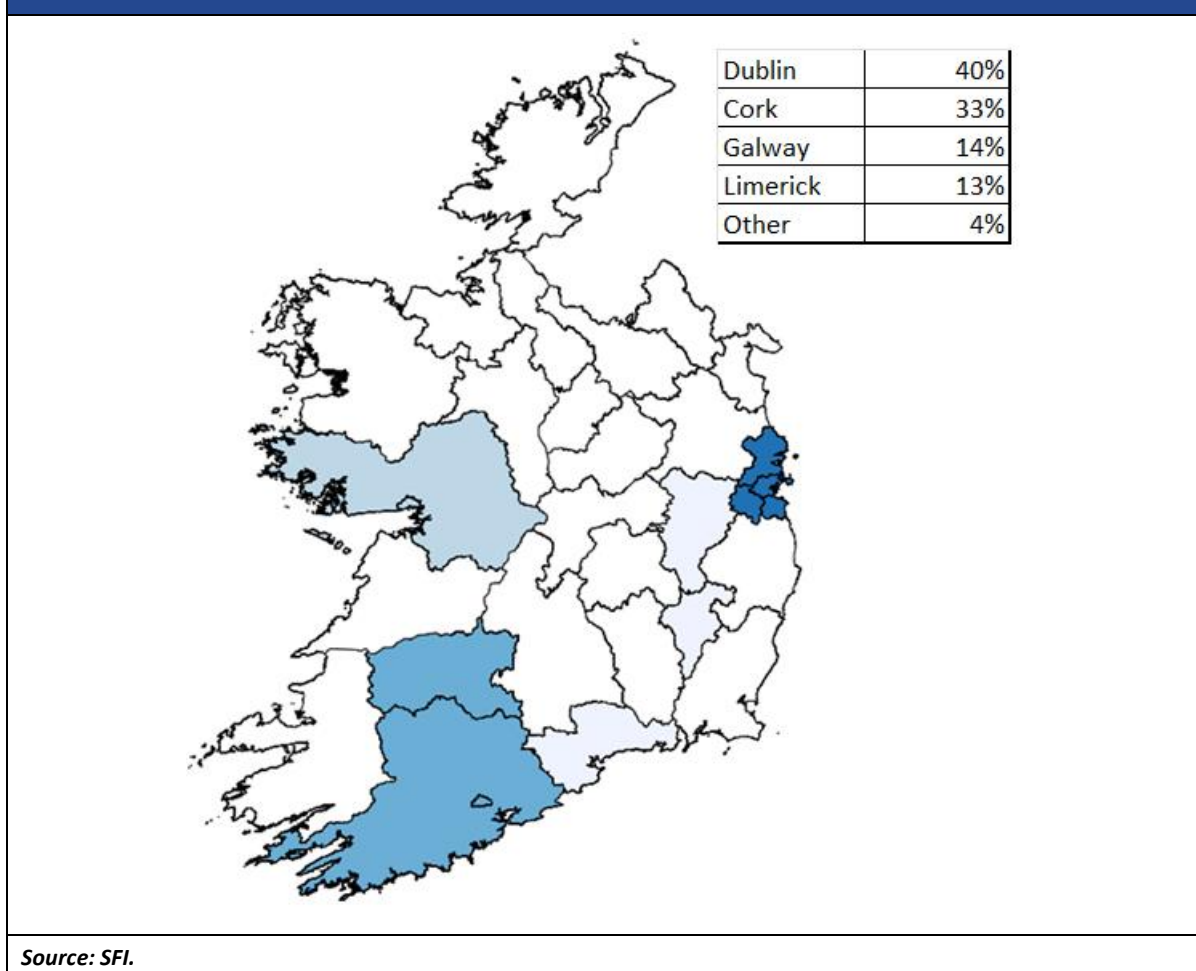 Dublin 40%
Cork 33%
Galway 14%
Limerick 13%
Other 4%
Source: SFI.